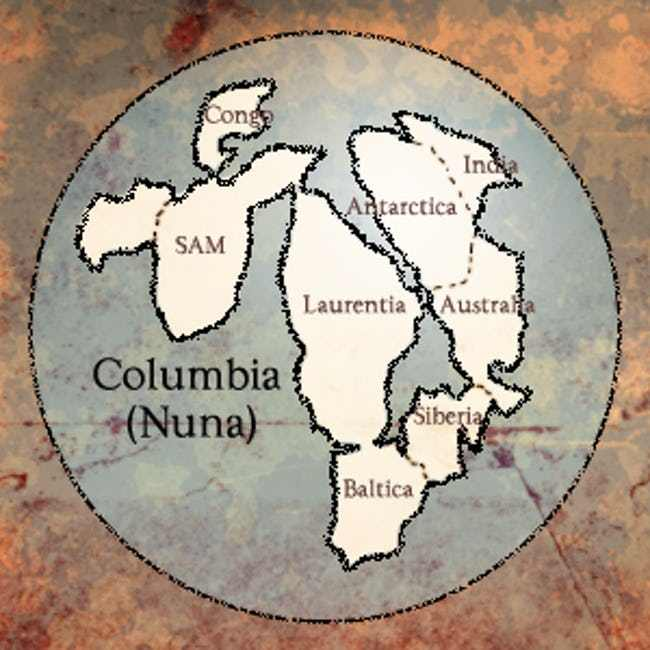 Congo
India
Antarctica
SAM
Laurentia
Australia
Columbia
(Nuna)
Siberia
Baltica